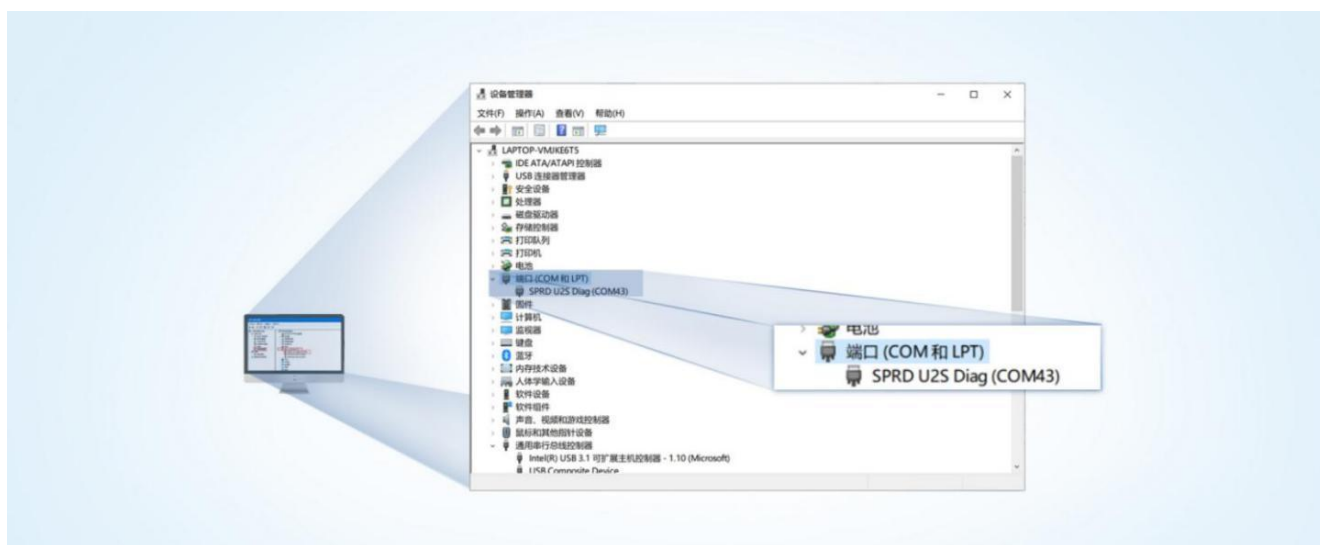 设备管理器
文件(F) 操作(A) 查看(V) 帮助(H)
LAPTOP-VMJKE6TS
IDE ATA/ATAPI 控制器
USB 连接器管理器
安全设备
处理器
磁盘驱动器
存储控制器
打印队列
打印机
电池
端口 (COM 和 LPT)
SPRD U2S Diag (COM43)
固件
计算机
监视器
键盘
蓝牙
内存技术设备
人体学输入设备
软件设备
软件组件
声音、视频和游戏控制器
鼠标和其他指针设备
通用串行总线控制器
Intel(R) USB 3.1 可扩展主机控制器 - 1.10 (Microsoft)
USB Composite Device
电池
端口 (COM 和 LPT)
SPRD U2S Diag (COM43)